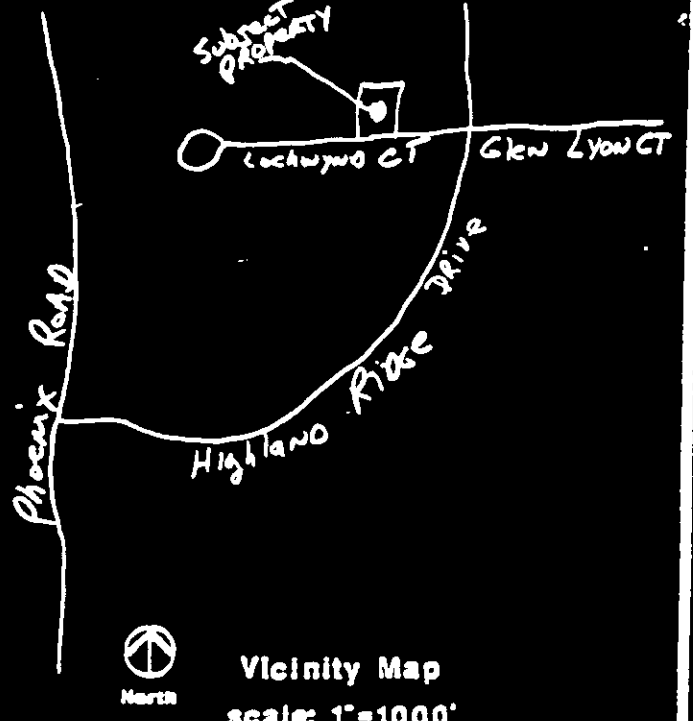 Subject
PROPERTY
Lochwynd CT
Glen Lyon CT
Phoenix ROAD
Highland Ridge DRIVE
North
Vicinity Map
scale: 1"=1000'